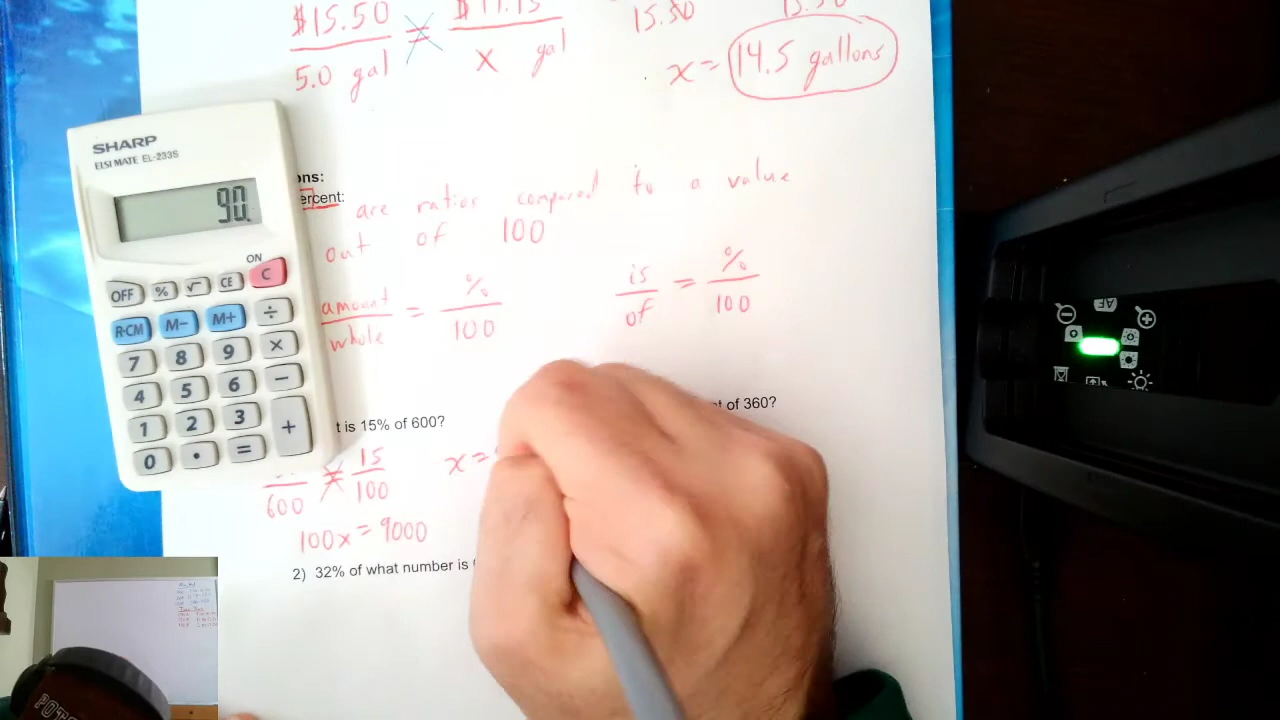 $15.50
5.0 gal
=
x gal
15.50
x = 14.5 gallons
SHARP
ELSI MATE EL-233S
90.
ON
OFF % √ CE C
R·CM M− M+ ÷
7 8 9 ×
4 5 6 −
1 2 3 +
0 • =
ons:
ercent: are ratios compared to a value
out of 100
amount = %
whole 100
is = %
of 100
t is 15% of 600?
t of 360?
15
600 = 100
x =
100x = 9000
2) 32% of what number is
AF